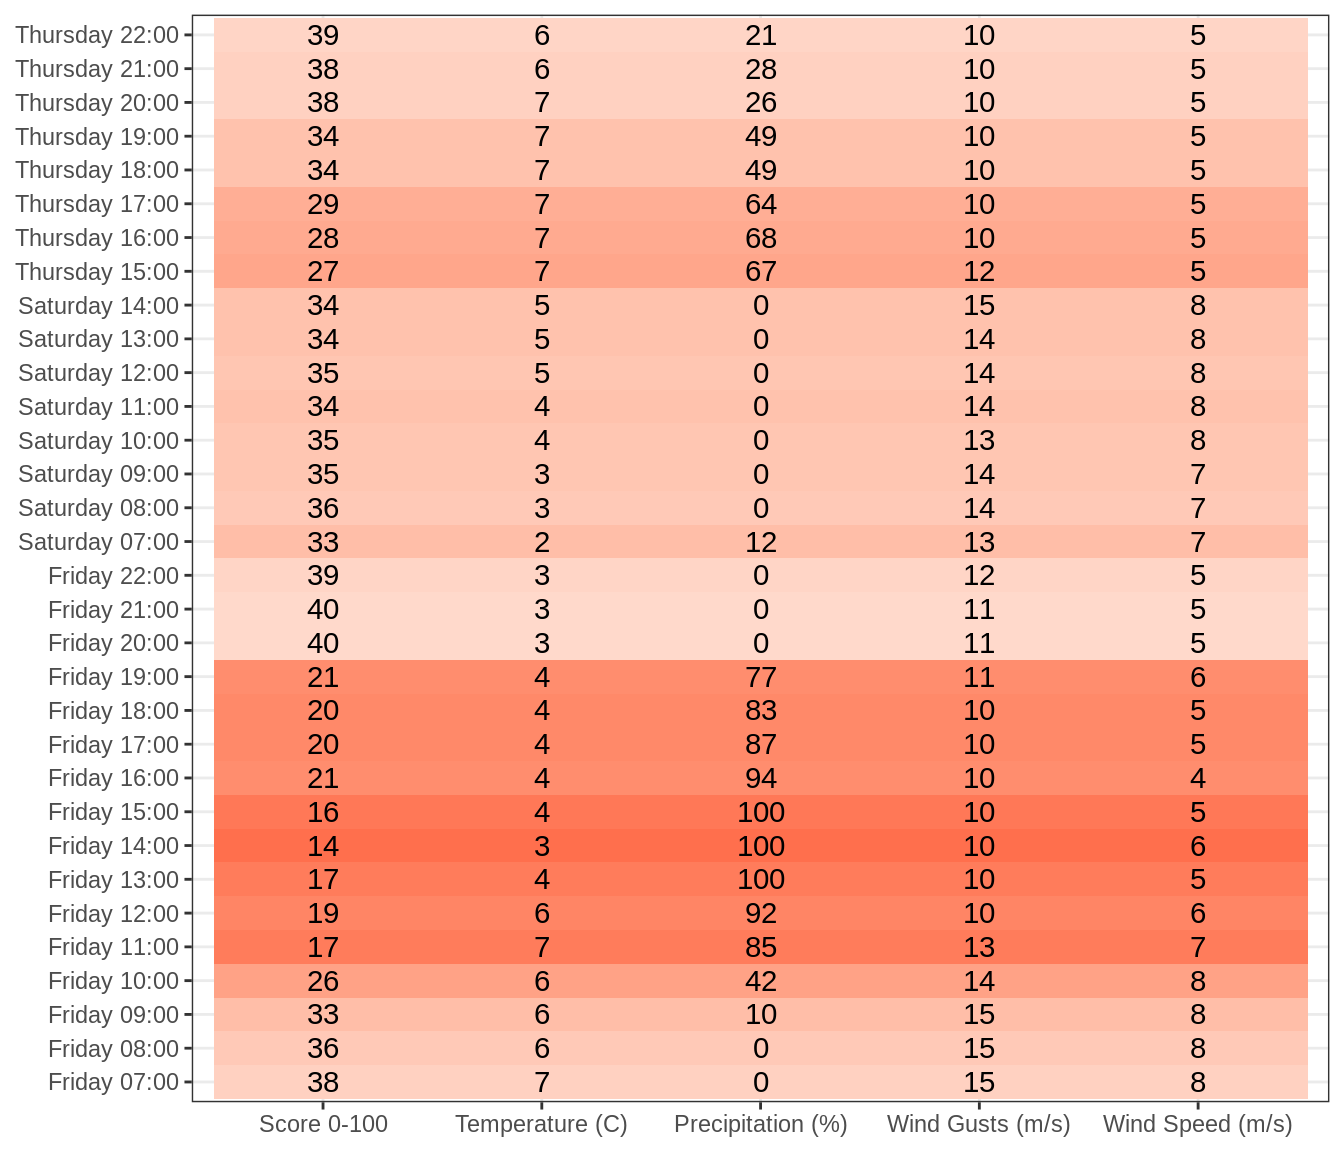 Thursday 22:00 39 6 21 10 5
Thursday 21:00 38 6 28 10 5
Thursday 20:00 38 7 26 10 5
Thursday 19:00 34 7 49 10 5
Thursday 18:00 34 7 49 10 5
Thursday 17:00 29 7 64 10 5
Thursday 16:00 28 7 68 10 5
Thursday 15:00 27 7 67 12 5
Saturday 14:00 34 5 0 15 8
Saturday 13:00 34 5 0 14 8
Saturday 12:00 35 5 0 14 8
Saturday 11:00 34 4 0 14 8
Saturday 10:00 35 4 0 13 8
Saturday 09:00 35 3 0 14 7
Saturday 08:00 36 3 0 14 7
Saturday 07:00 33 2 12 13 7
Friday 22:00 39 3 0 12 5
Friday 21:00 40 3 0 11 5
Friday 20:00 40 3 0 11 5
Friday 19:00 21 4 77 11 6
Friday 18:00 20 4 83 10 5
Friday 17:00 20 4 87 10 5
Friday 16:00 21 4 94 10 4
Friday 15:00 16 4 100 10 5
Friday 14:00 14 3 100 10 6
Friday 13:00 17 4 100 10 5
Friday 12:00 19 6 92 10 6
Friday 11:00 17 7 85 13 7
Friday 10:00 26 6 42 14 8
Friday 09:00 33 6 10 15 8
Friday 08:00 36 6 0 15 8
Friday 07:00 38 7 0 15 8
Score 0-100 Temperature (C) Precipitation (%) Wind Gusts (m/s) Wind Speed (m/s)